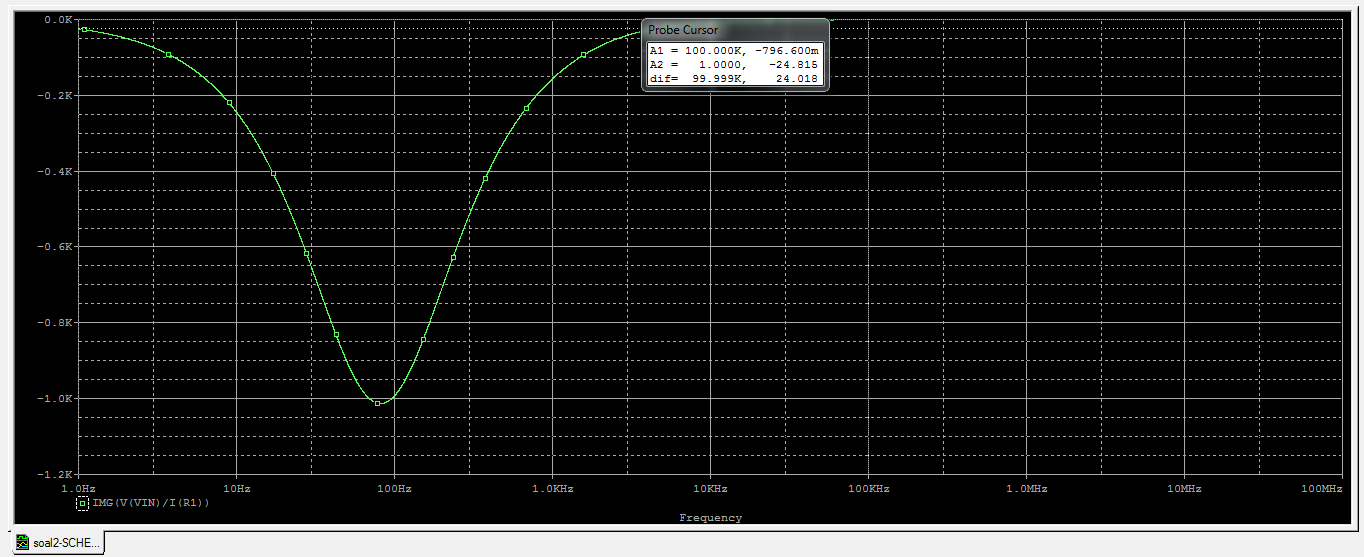 0.0K
Probe Cursor
A1 = 100.000K, -796.600m
A2 = 1.0000, -24.815
dif= 99.999K, 24.018
-0.2K
-0.4K
-0.6K
-0.8K
-1.0K
-1.2K
1.0Hz 10Hz 100Hz 1.0KHz 10KHz 100KHz 1.0MHz 10MHz 100MHz
IMG(V(VIN)/I(R1))
Frequency
soal2-SCHE...